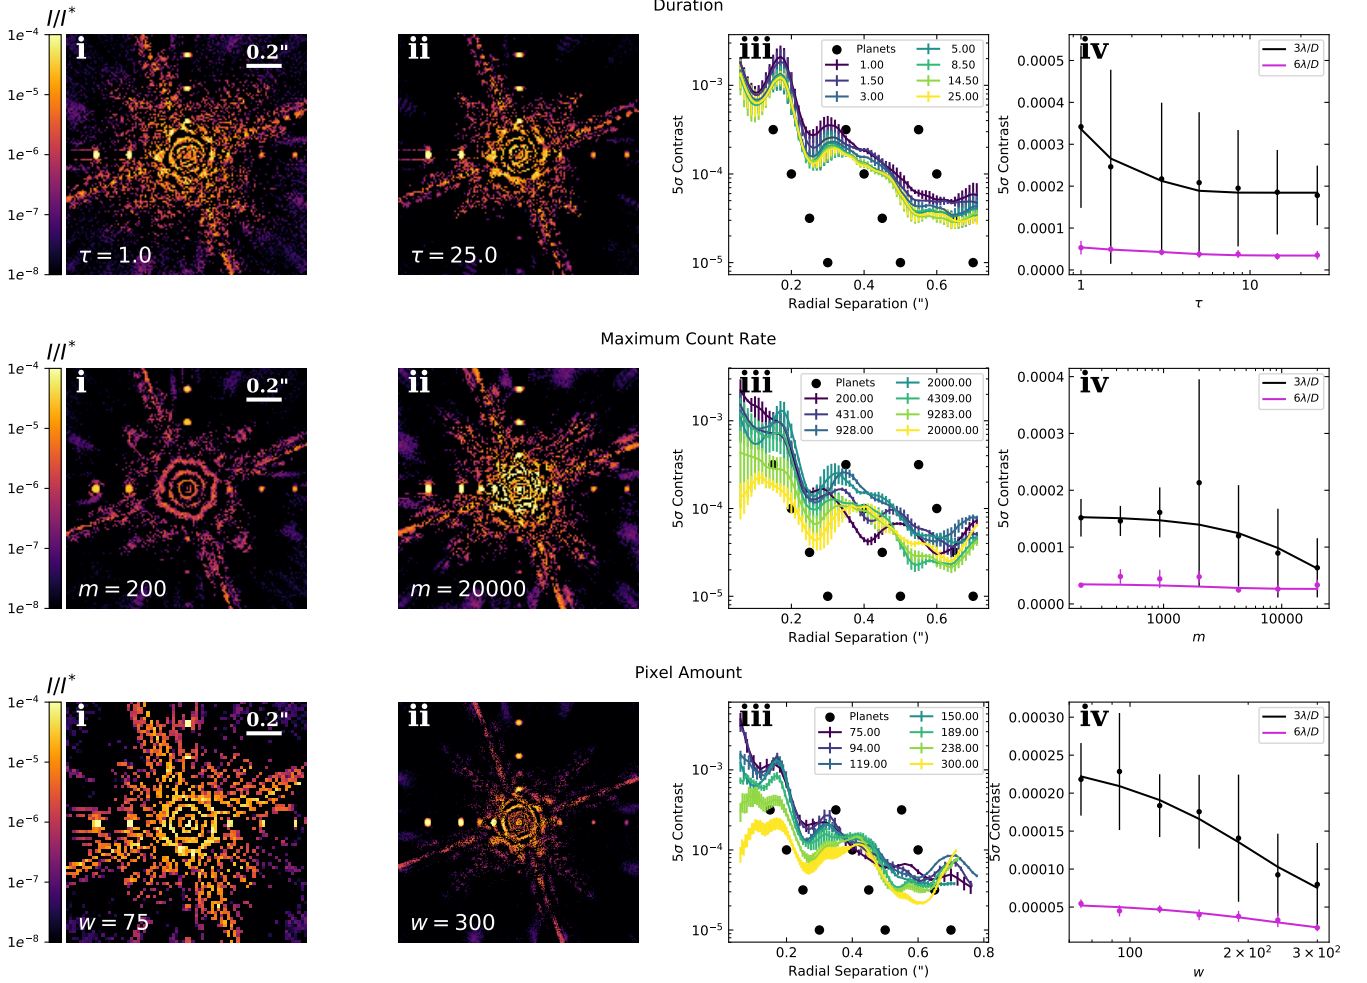 Duration
I/I*
1e⁻⁴
1e⁻⁵
1e⁻⁶
1e⁻⁷
1e⁻⁸
i
0.2"
τ = 1.0
ii
τ = 25.0
iii
Planets
1.00
1.50
3.00
5.00
8.50
14.50
25.00
5σ Contrast
10⁻³
10⁻⁴
10⁻⁵
0.2
0.4
0.6
Radial Separation (")
iv
3λ/D
6λ/D
5σ Contrast
0.0005
0.0004
0.0003
0.0002
0.0001
0.0000
1
10
τ
Maximum Count Rate
I/I*
1e⁻⁴
1e⁻⁵
1e⁻⁶
1e⁻⁷
1e⁻⁸
i
0.2"
m = 200
ii
m = 20000
iii
Planets
200.00
431.00
928.00
2000.00
4309.00
9283.00
20000.00
5σ Contrast
10⁻³
10⁻⁴
10⁻⁵
0.2
0.4
0.6
Radial Separation (")
iv
3λ/D
6λ/D
5σ Contrast
0.0004
0.0003
0.0002
0.0001
0.0000
1000
10000
m
Pixel Amount
I/I*
1e⁻⁴
1e⁻⁵
1e⁻⁶
1e⁻⁷
1e⁻⁸
i
0.2"
w = 75
ii
w = 300
iii
Planets
75.00
94.00
119.00
150.00
189.00
238.00
300.00
5σ Contrast
10⁻³
10⁻⁴
10⁻⁵
0.2
0.4
0.6
0.8
Radial Separation (")
iv
3λ/D
6λ/D
5σ Contrast
0.00030
0.00025
0.00020
0.00015
0.00010
0.00005
100
2 × 10²
3 × 10²
w